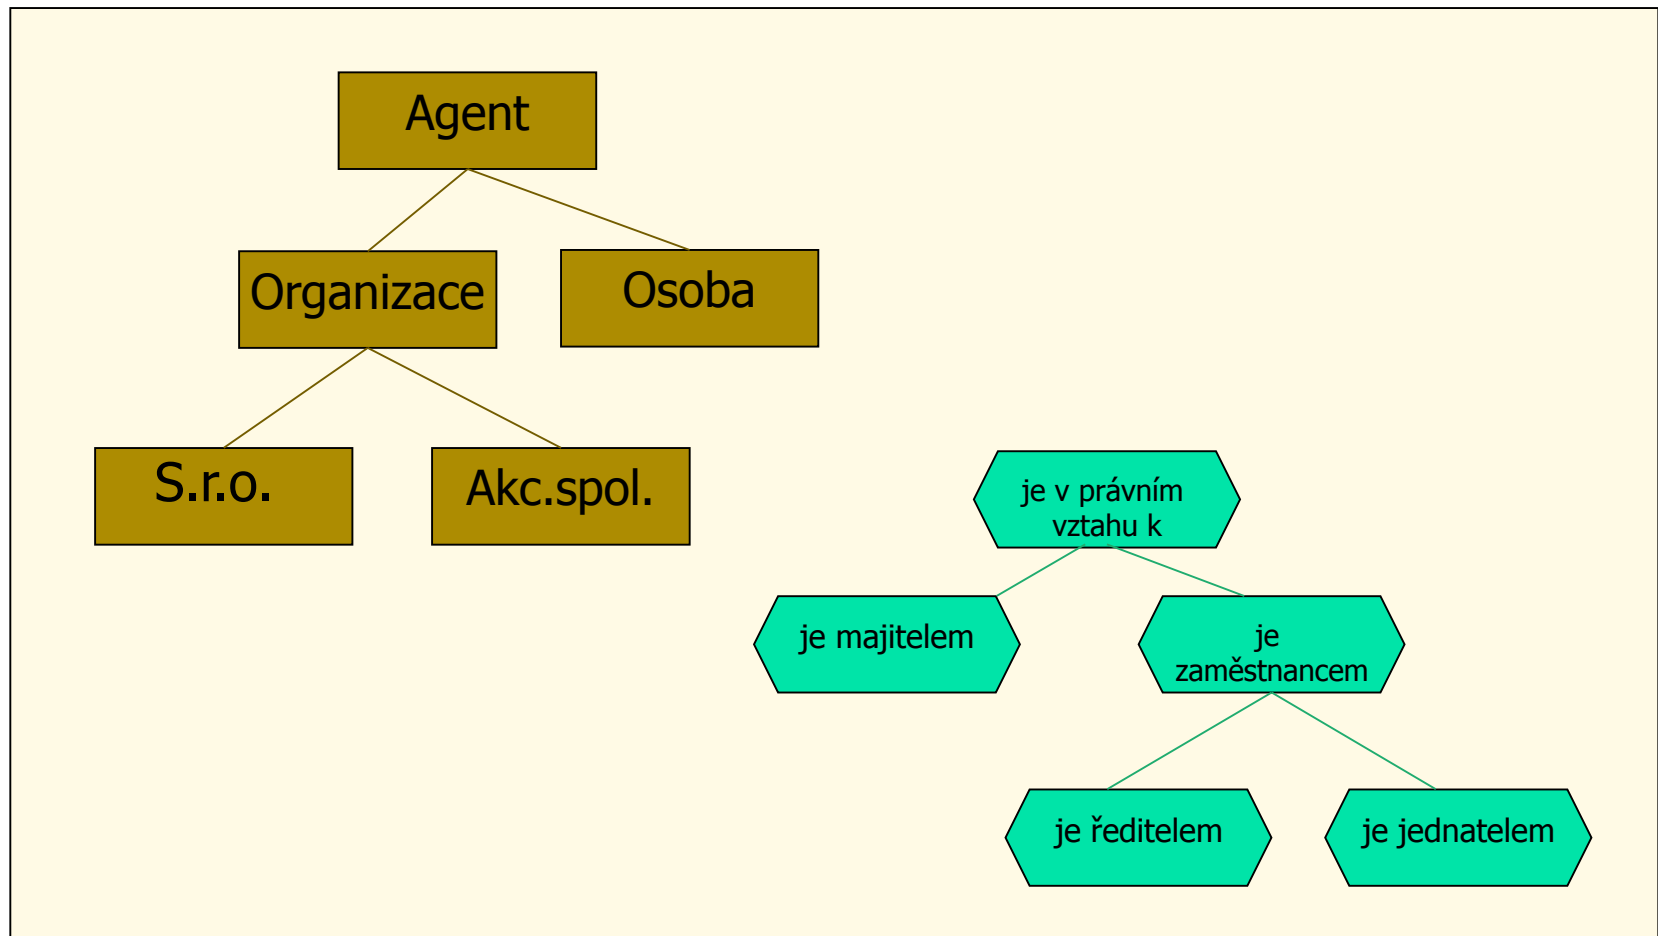 Agent
Organizace
Osoba
S.r.o.
Akc.spol.
je v právním
vztahu k
je majitelem
je
zaměstnancem
je ředitelem
je jednatelem